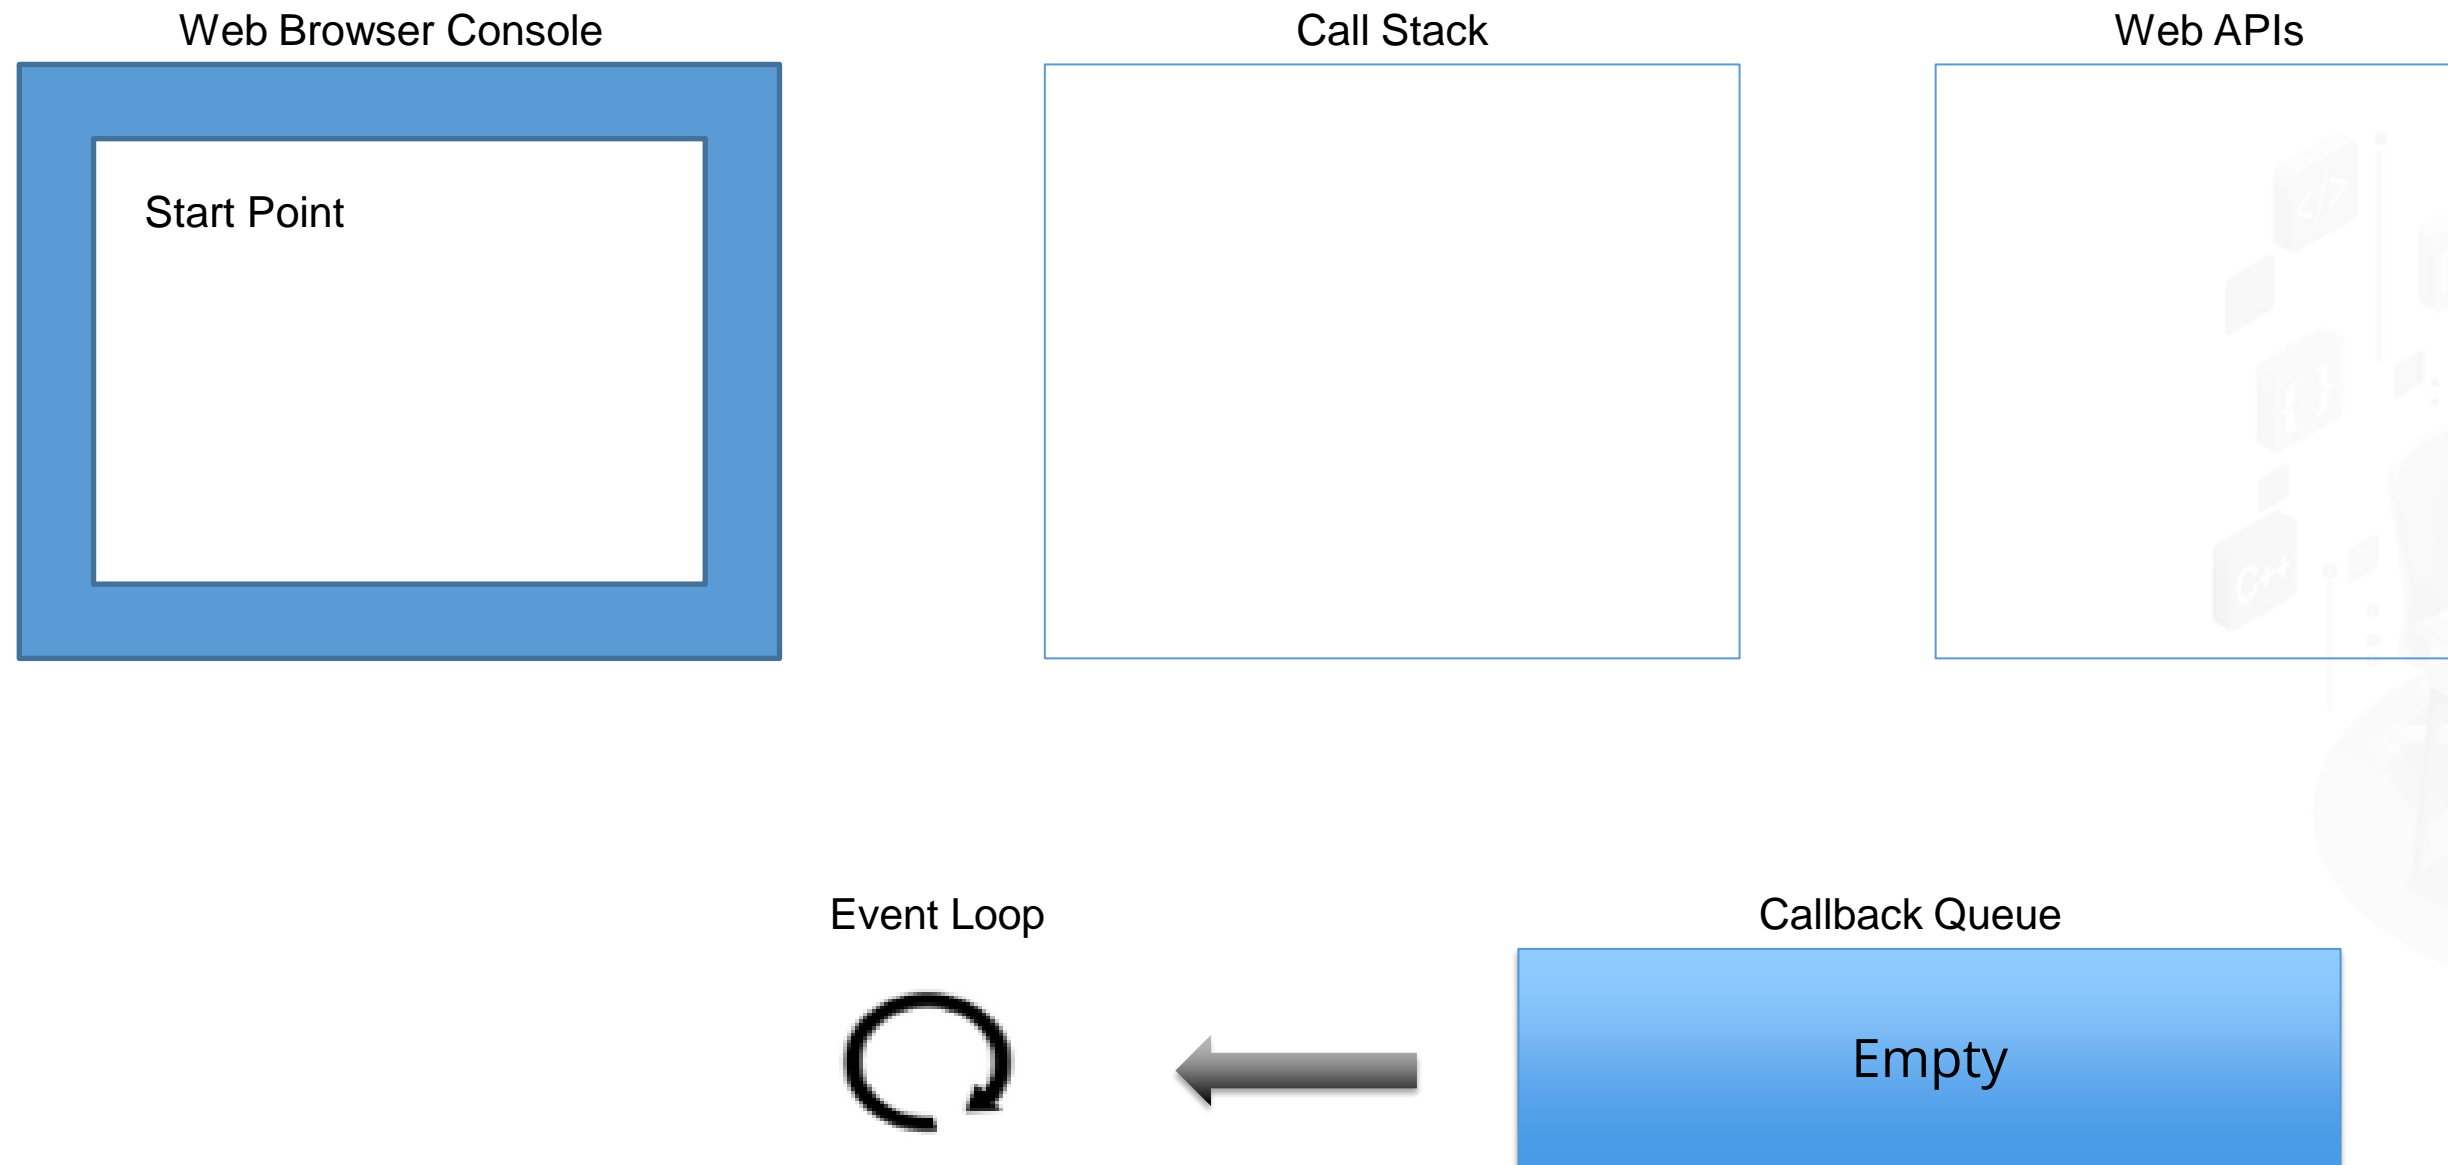 Web Browser Console
Call Stack
Web APIs
Start Point
</>
{ }
C++
Event Loop
Callback Queue
Empty